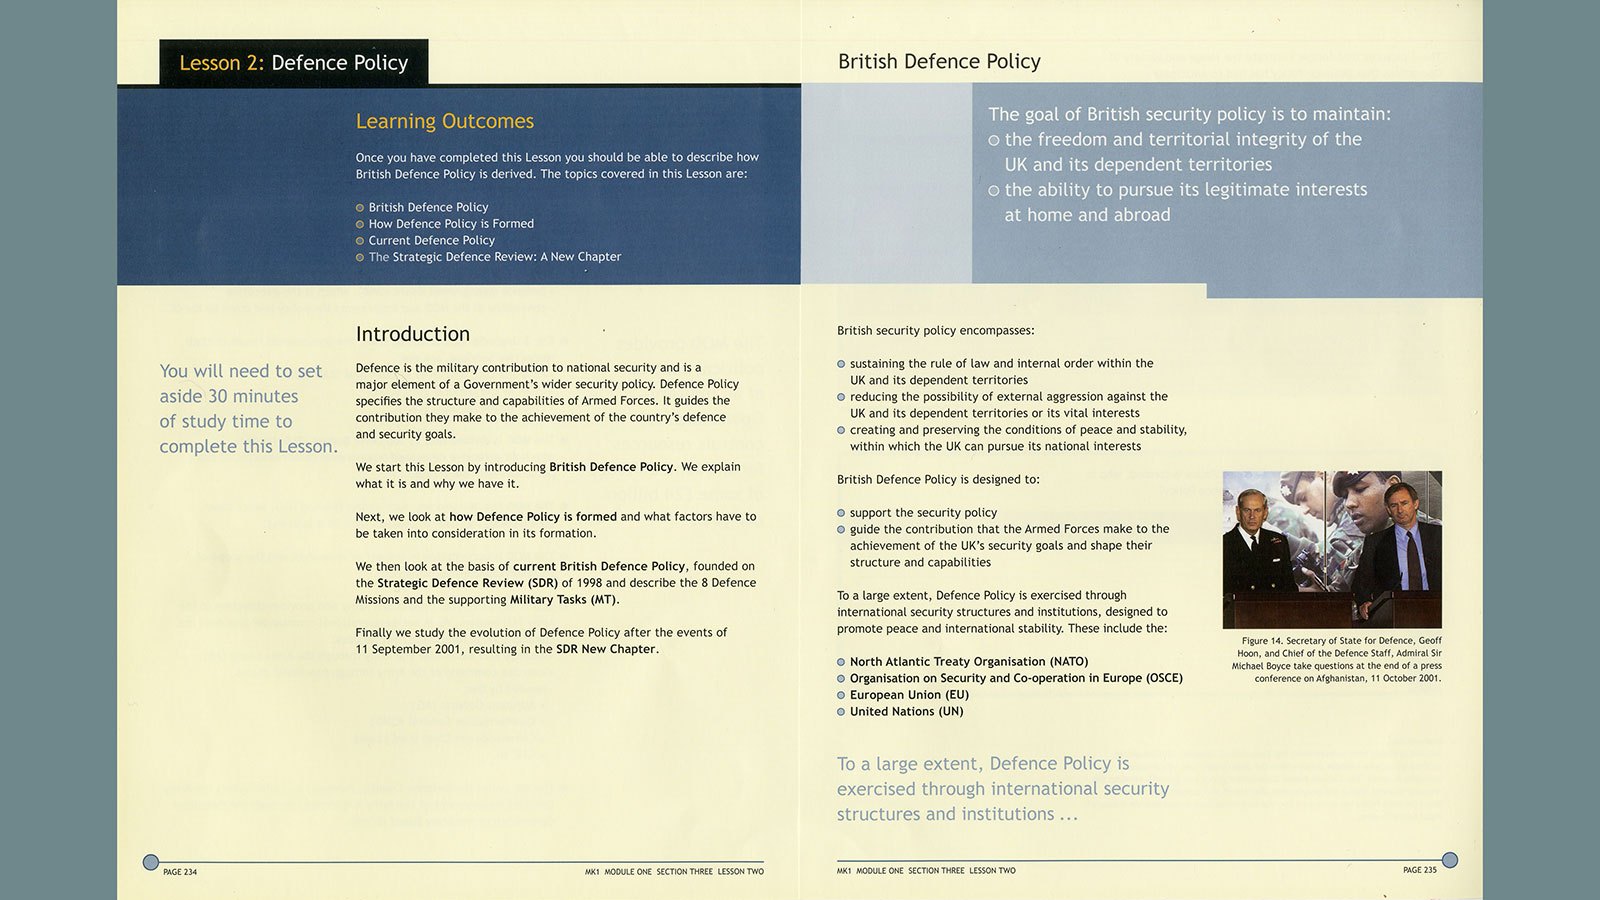 Lesson 2: Defence Policy
Learning Outcomes
Once you have completed this Lesson you should be able to describe how
British Defence Policy is derived. The topics covered in this Lesson are:
British Defence Policy
How Defence Policy is Formed
Current Defence Policy
The Strategic Defence Review: A New Chapter
You will need to set
aside 30 minutes
of study time to
complete this Lesson.
Introduction
Defence is the military contribution to national security and is a
major element of a Government's wider security policy. Defence Policy
specifies the structure and capabilities of Armed Forces. It guides the
contribution they make to the achievement of the country's defence
and security goals.
We start this Lesson by introducing British Defence Policy. We explain
what it is and why we have it.
Next, we look at how Defence Policy is formed and what factors have to
be taken into consideration in its formation.
We then look at the basis of current British Defence Policy, founded on
the Strategic Defence Review (SDR) of 1998 and describe the 8 Defence
Missions and the supporting Military Tasks (MT).
Finally we study the evolution of Defence Policy after the events of
11 September 2001, resulting in the SDR New Chapter.
PAGE 234
MK1 MODULE ONE SECTION THREE LESSON TWO
British Defence Policy
The goal of British security policy is to maintain:
the freedom and territorial integrity of the
UK and its dependent territories
the ability to pursue its legitimate interests
at home and abroad
British security policy encompasses:
sustaining the rule of law and internal order within the
UK and its dependent territories
reducing the possibility of external aggression against the
UK and its dependent territories or its vital interests
creating and preserving the conditions of peace and stability,
within which the UK can pursue its national interests
British Defence Policy is designed to:
support the security policy
guide the contribution that the Armed Forces make to the
achievement of the UK's security goals and shape their
structure and capabilities
To a large extent, Defence Policy is exercised through
international security structures and institutions, designed to
promote peace and international stability. These include the:
North Atlantic Treaty Organisation (NATO)
Organisation on Security and Co-operation in Europe (OSCE)
European Union (EU)
United Nations (UN)
Figure 14. Secretary of State for Defence, Geoff
Hoon, and Chief of the Defence Staff, Admiral Sir
Michael Boyce take questions at the end of a press
conference on Afghanistan, 11 October 2001.
To a large extent, Defence Policy is
exercised through international security
structures and institutions ...
MK1 MODULE ONE SECTION THREE LESSON TWO
PAGE 235